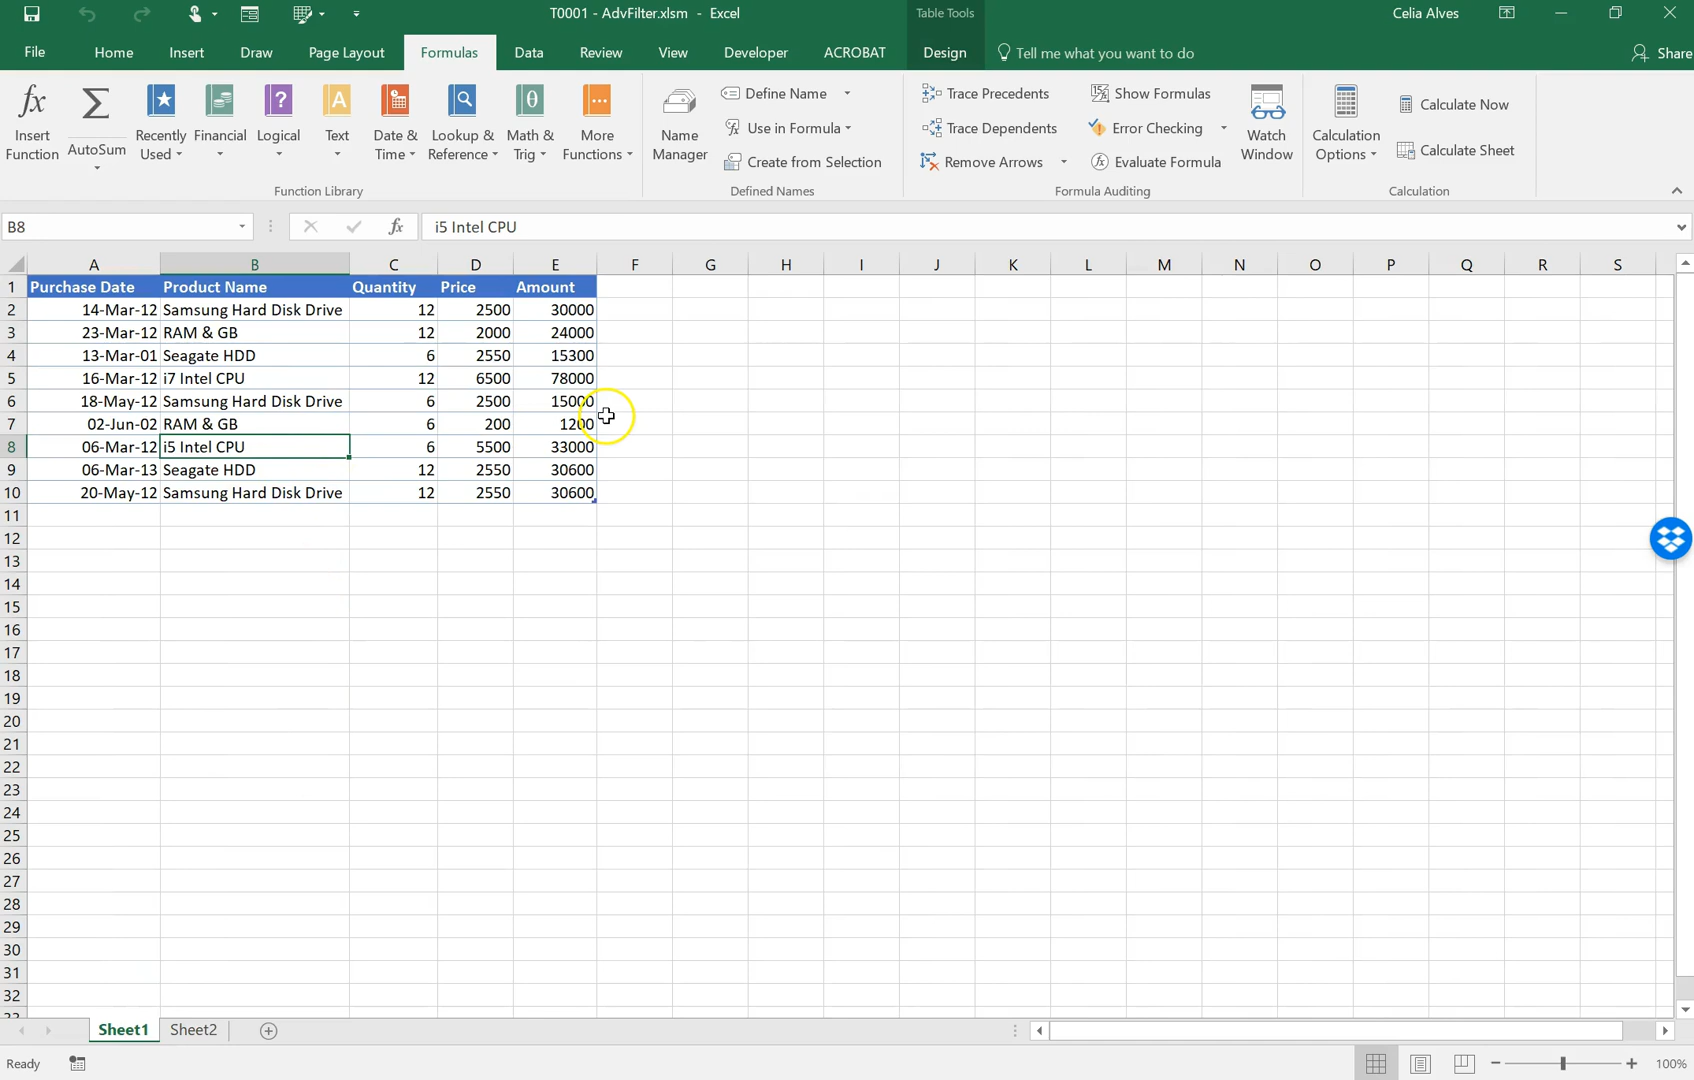 T0001 - AdvFilter.xlsm - Excel
Table Tools
Celia Alves
File Home Insert Draw Page Layout Formulas Data Review View Developer ACROBAT Design Tell me what you want to do Share
Insert Function
AutoSum
Recently Used
Financial
Logical
Text
Date & Time
Lookup & Reference
Math & Trig
More Functions
Function Library
Name Manager
Define Name
Use in Formula
Create from Selection
Defined Names
Trace Precedents
Trace Dependents
Remove Arrows
Show Formulas
Error Checking
Evaluate Formula
Watch Window
Formula Auditing
Calculation Options
Calculate Now
Calculate Sheet
Calculation
B8 fx i5 Intel CPU
A B C D E F G H I J K L M N O P Q R S
1 Purchase Date Product Name Quantity Price Amount
2 14-Mar-12 Samsung Hard Disk Drive 12 2500 30000
3 23-Mar-12 RAM & GB 12 2000 24000
4 13-Mar-01 Seagate HDD 6 2550 15300
5 16-Mar-12 i7 Intel CPU 12 6500 78000
6 18-May-12 Samsung Hard Disk Drive 6 2500 15000
7 02-Jun-02 RAM & GB 6 200 1200
8 06-Mar-12 i5 Intel CPU 6 5500 33000
9 06-Mar-13 Seagate HDD 12 2550 30600
10 20-May-12 Samsung Hard Disk Drive 12 2550 30600
11
12
13
14
15
16
17
18
19
20
21
22
23
24
25
26
27
28
29
30
31
32
Sheet1 Sheet2
Ready 100%